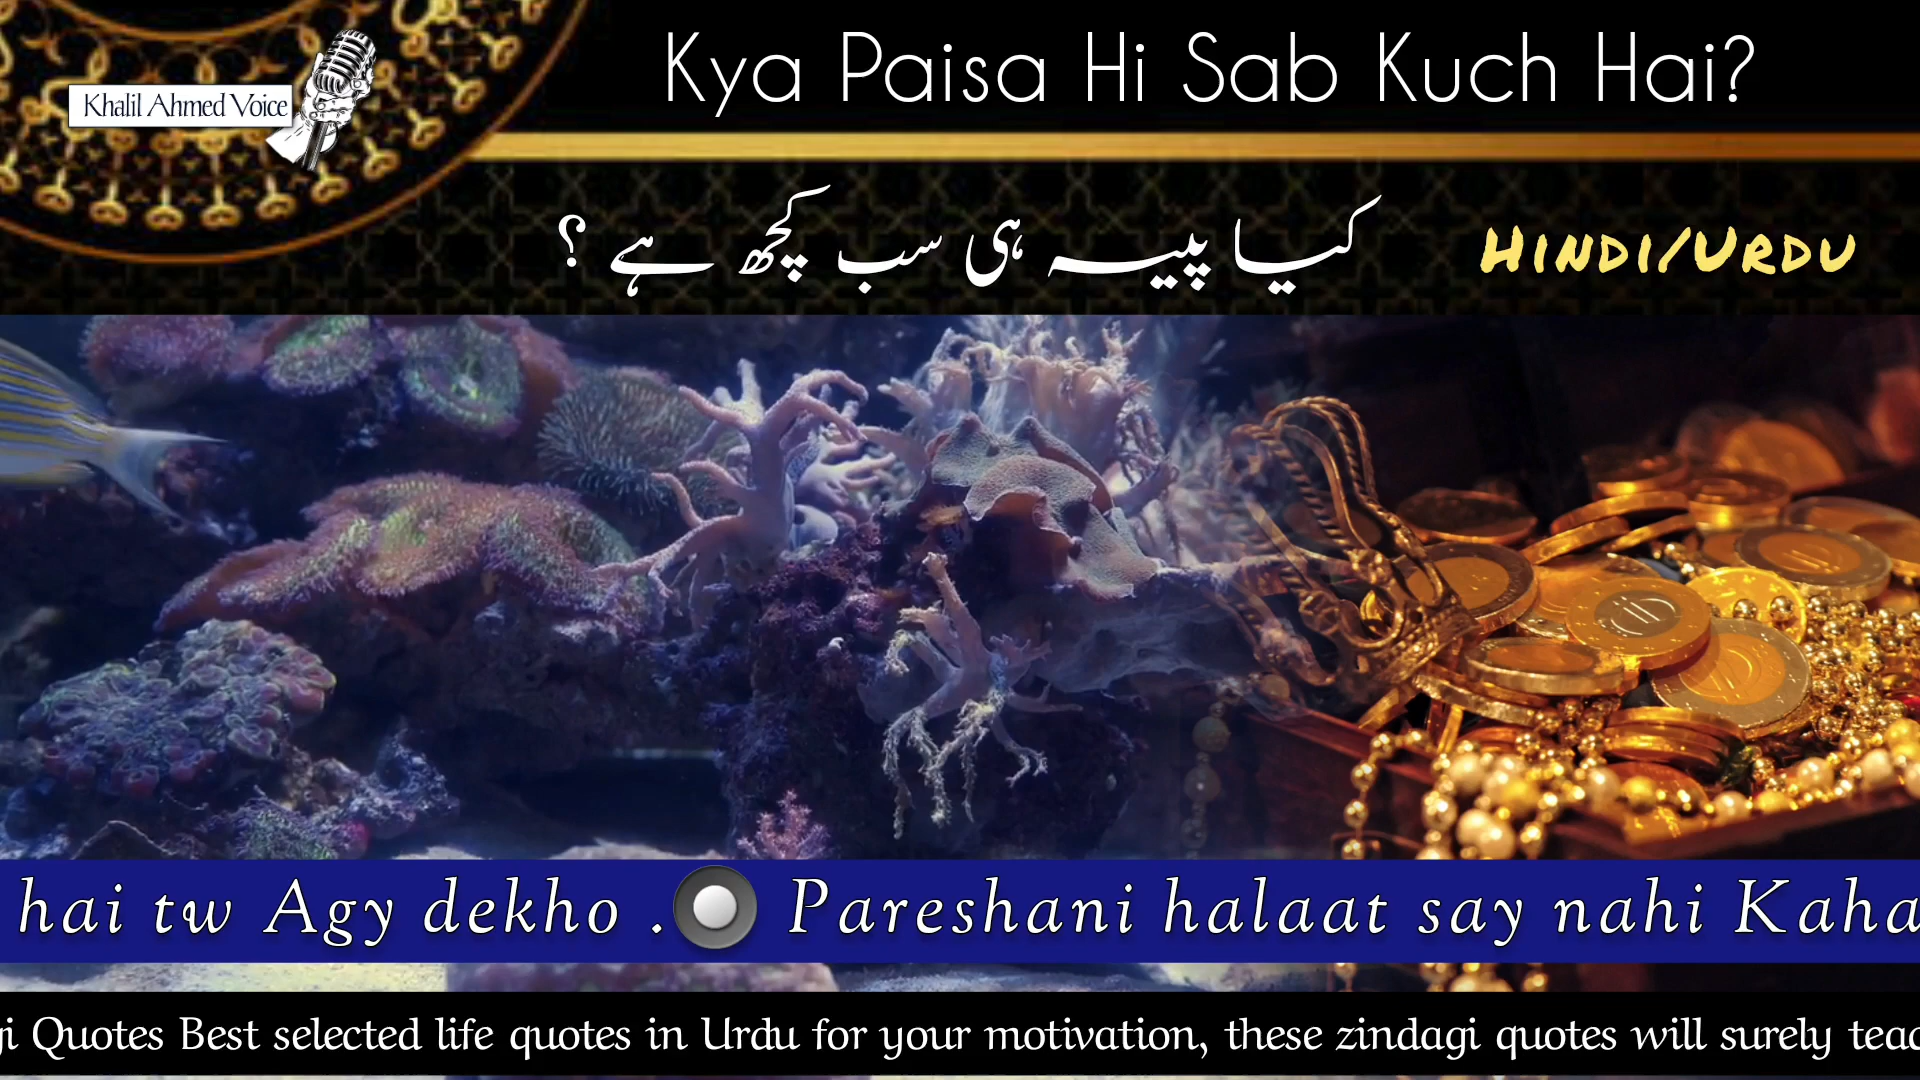 Khalil Ahmed Voice
Kya Paisa Hi Sab Kuch Hai?
کیا پیسہ ہی سب کچھ ہے ؟
Hindi/Urdu
hai tw Agy dekho . Pareshani halaat say nahi Kaha
Quotes Best selected life quotes in Urdu for your motivation, these zindagi quotes will surely